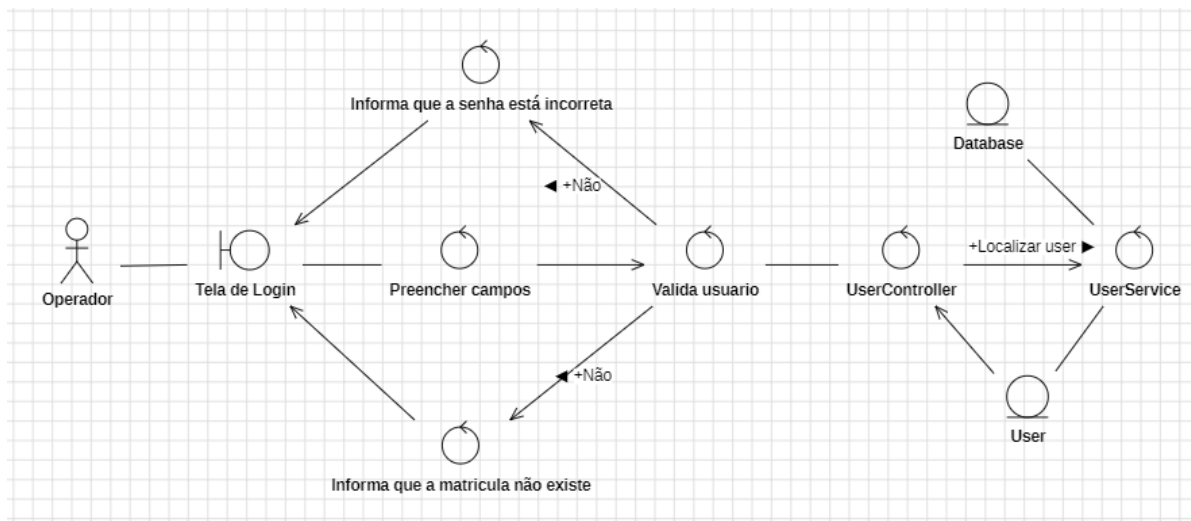 Informa que a senha está incorreta
Database
+Não
+Localizar user
Operador
Tela de Login
Preencher campos
Valida usuario
UserController
UserService
+Não
User
Informa que a matricula não existe